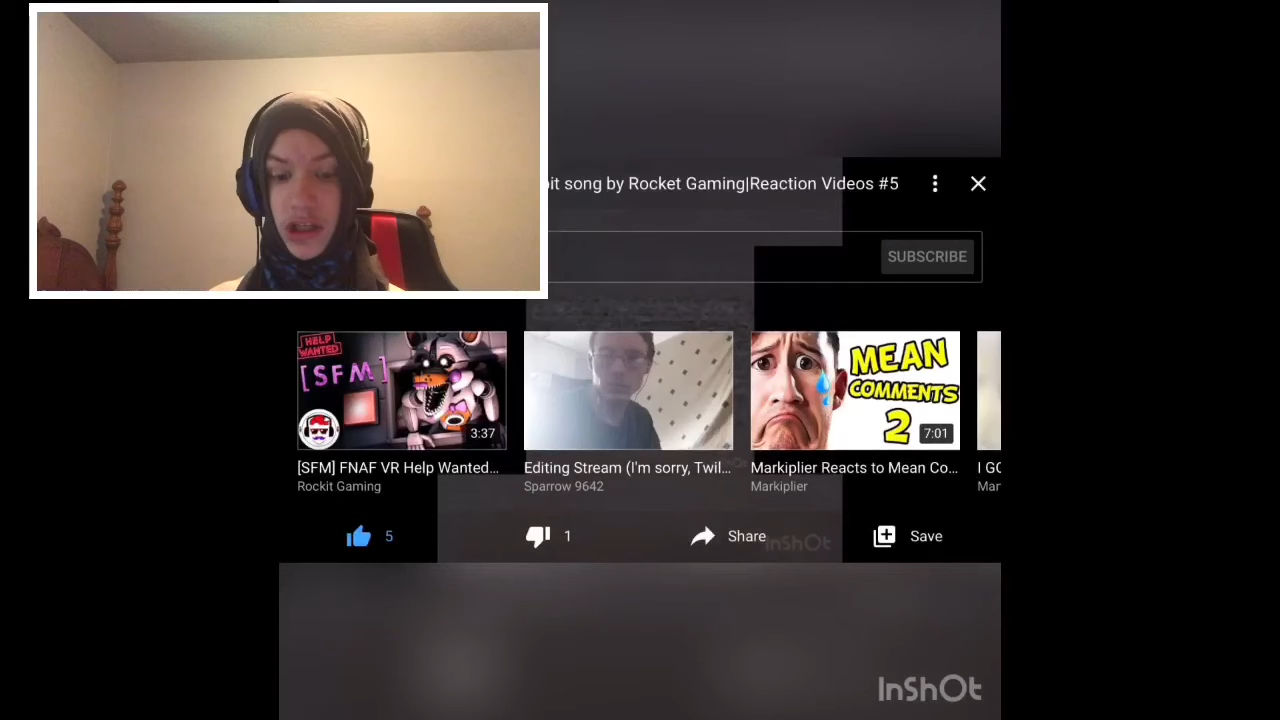 bit song by Rocket Gaming|Reaction Videos #5
SUBSCRIBE
HELP
WANTED
[SFM]
3:37
MEAN
COMMENTS
2
7:01
[SFM] FNAF VR Help Wanted...
Editing Stream (I'm sorry, Twil...
Markiplier Reacts to Mean Co...
I GO
Rockit Gaming
Sparrow 9642
Markiplier
Mar
5
1
Share
Save
InShOt
InShOt